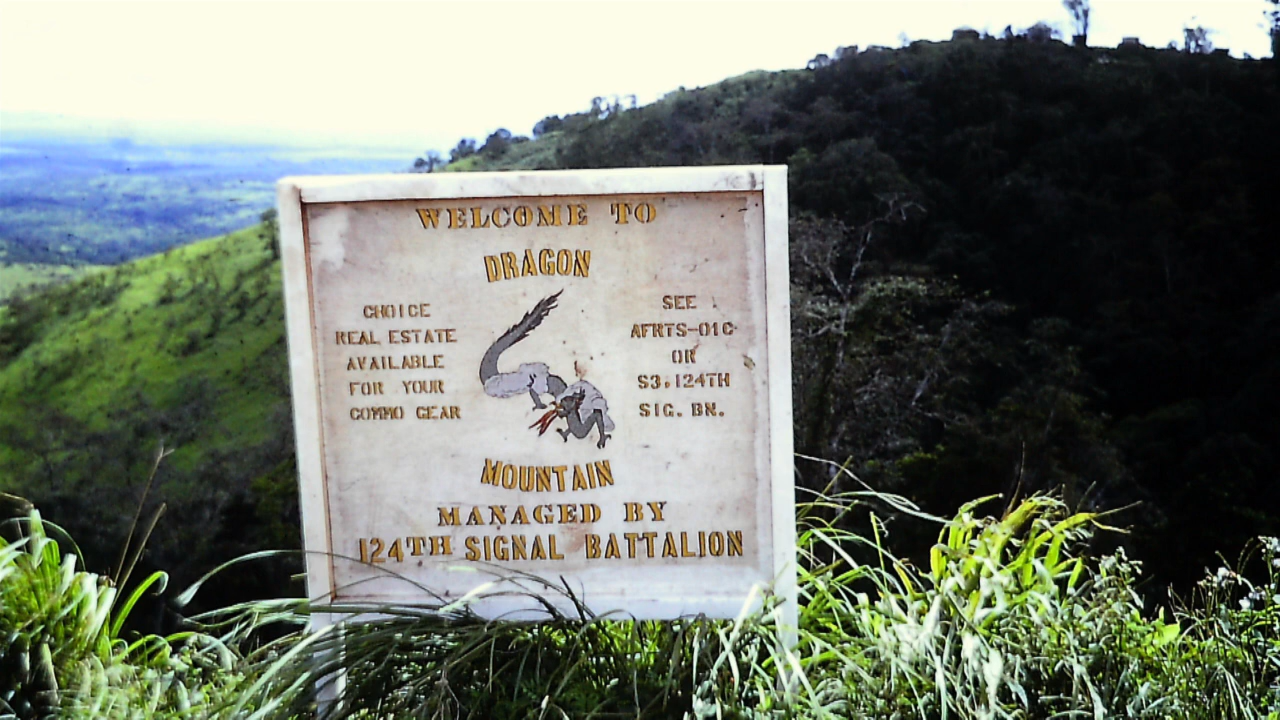 WELCOME TO
DRAGON
CHOICE
REAL ESTATE
AVAILABLE
FOR YOUR
COMMO GEAR
SEE
AFRTS-01C
OR
S3.124TH
SIG. BN.
MOUNTAIN
MANAGED BY
124TH SIGNAL BATTALION